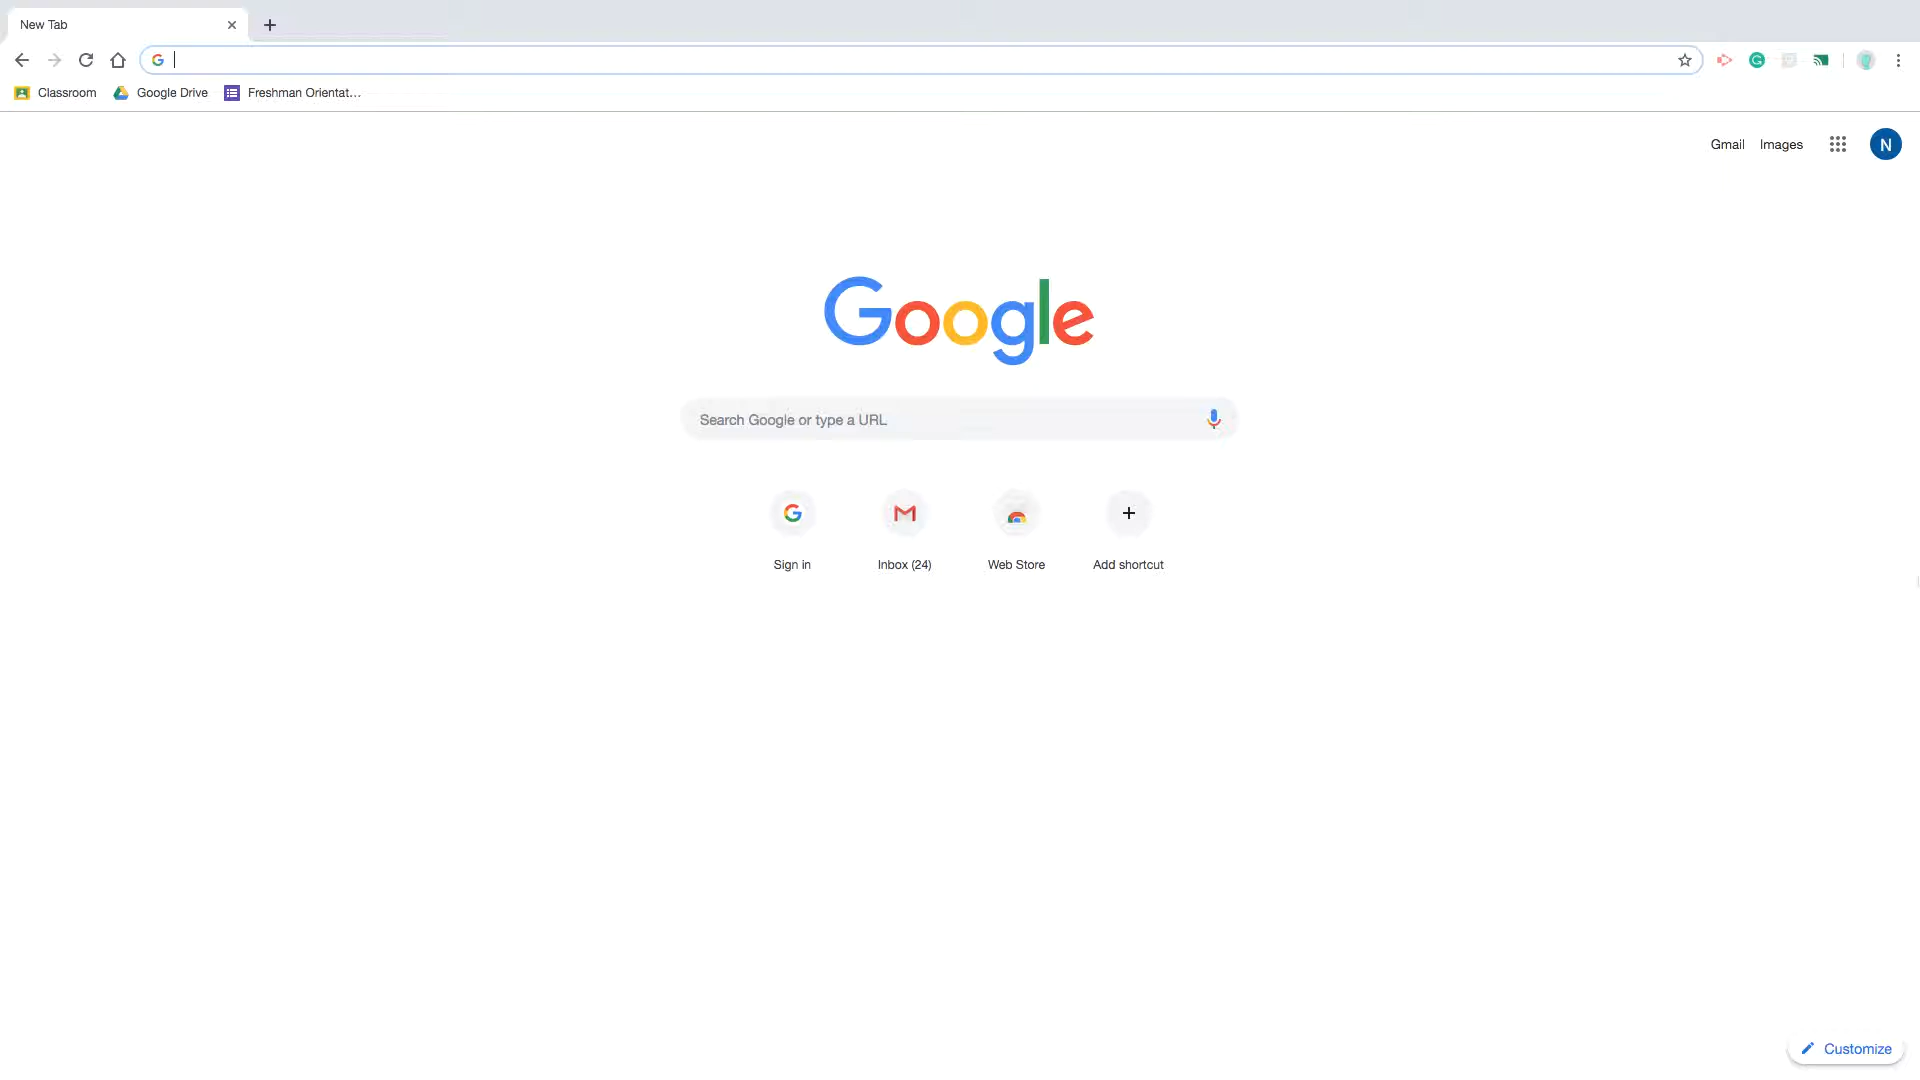 New Tab
Classroom Google Drive Freshman Orientat...
Gmail Images N
Google
Search Google or type a URL
Sign in Inbox (24) Web Store Add shortcut
Customize